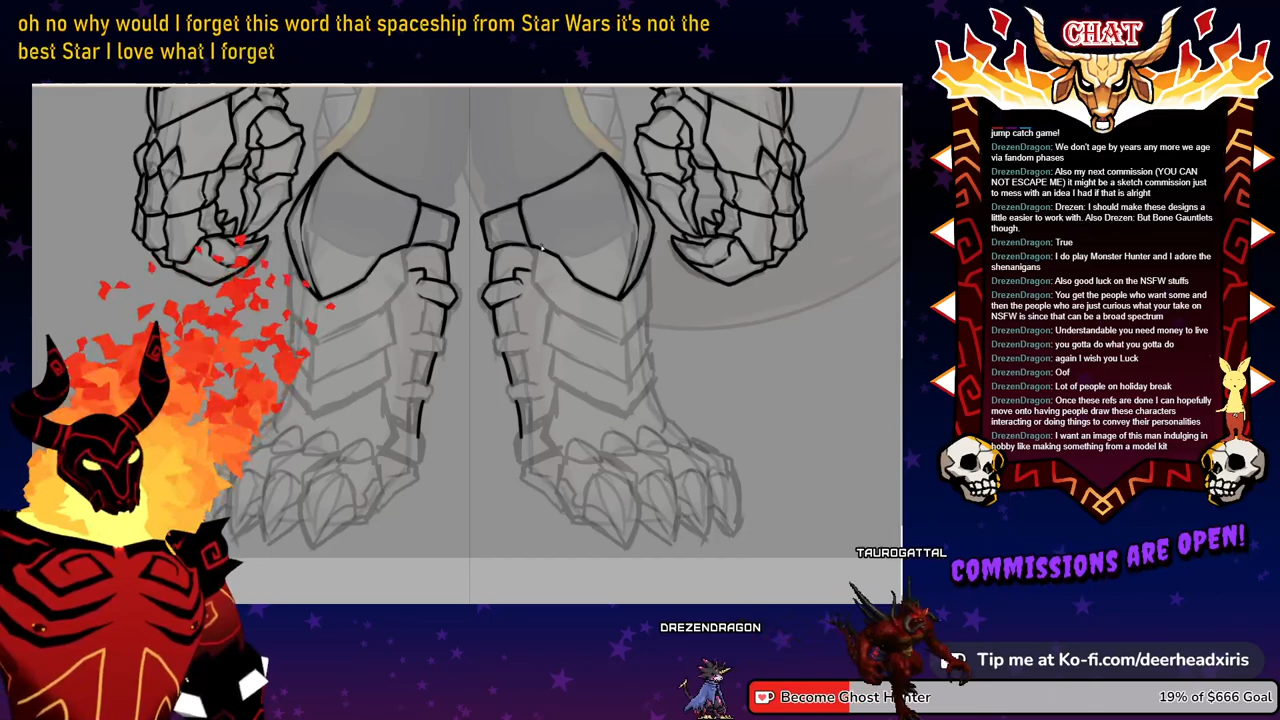 oh no why would I forget this word that spaceship from Star Wars it's not the
best Star I love what I forget
CHAT
jump catch game!
DrezenDragon: We don't age by years any more we age
via fandom phases
DrezenDragon: Also my next commission (YOU CAN
NOT ESCAPE ME) it might be a sketch commission just
to mess with an idea I had if that is alright
DrezenDragon: Drezen: I should make these designs a
little easier to work with. Also Drezen: But Bone Gauntlets
though.
DrezenDragon: True
DrezenDragon: I do play Monster Hunter and I adore the
shenanigans
DrezenDragon: Also good luck on the NSFW stuffs
DrezenDragon: You get the people who want some and
then the people who are just curious what your take on
NSFW is since that can be a broad spectrum
DrezenDragon: Understandable you need money to live
DrezenDragon: you gotta do what you gotta do
DrezenDragon: again I wish you Luck
DrezenDragon: Oof
DrezenDragon: Lot of people on holiday break
DrezenDragon: Once these refs are done I can hopefully
move onto having people draw these characters
interacting or doing things to convey their personalities
DrezenDragon: I want an image of this man indulging in
hobby like making something from a model kit
TAUROGATTAL
COMMISSIONS ARE OPEN!
DREZENDRAGON
Tip me at Ko-fi.com/deerheadxiris
Become Ghost Hunter
19% of $666 Goal